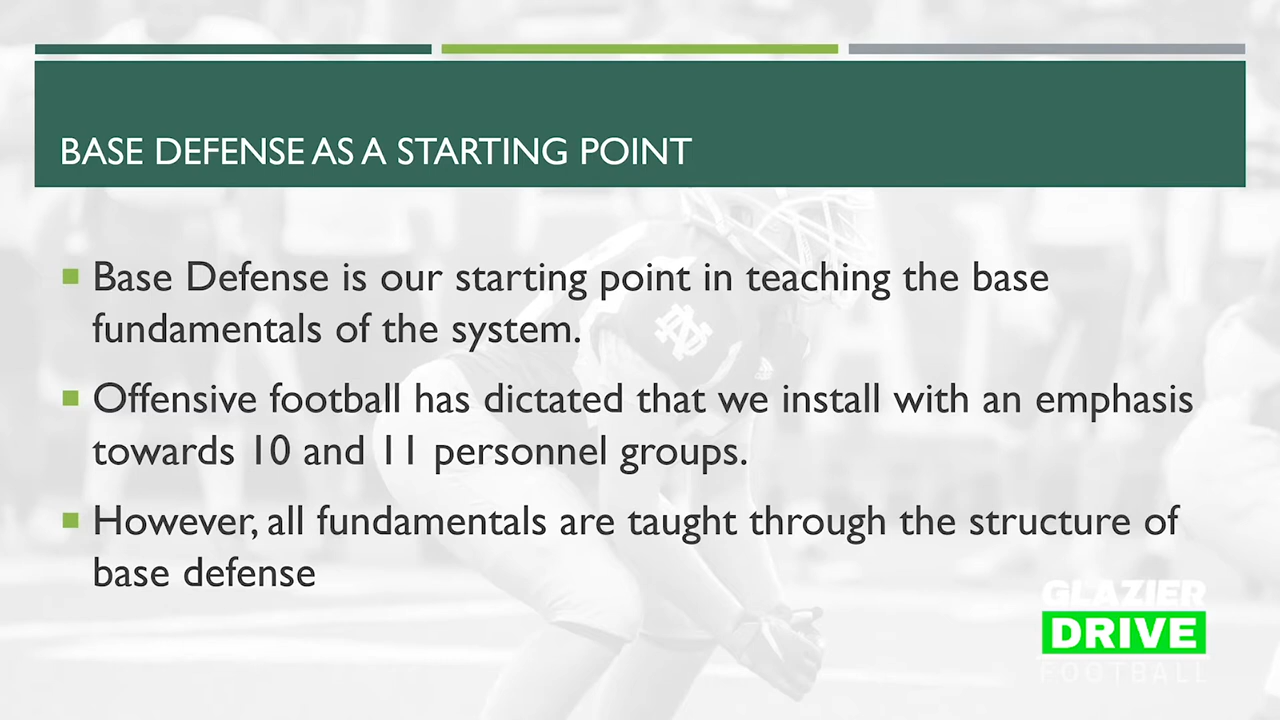 BASE DEFENSE AS A STARTING POINT
Base Defense is our starting point in teaching the base
fundamentals of the system.
Offensive football has dictated that we install with an emphasis
towards 10 and 11 personnel groups.
However, all fundamentals are taught through the structure of
base defense
GLAZIER
DRIVE
FOOTBALL